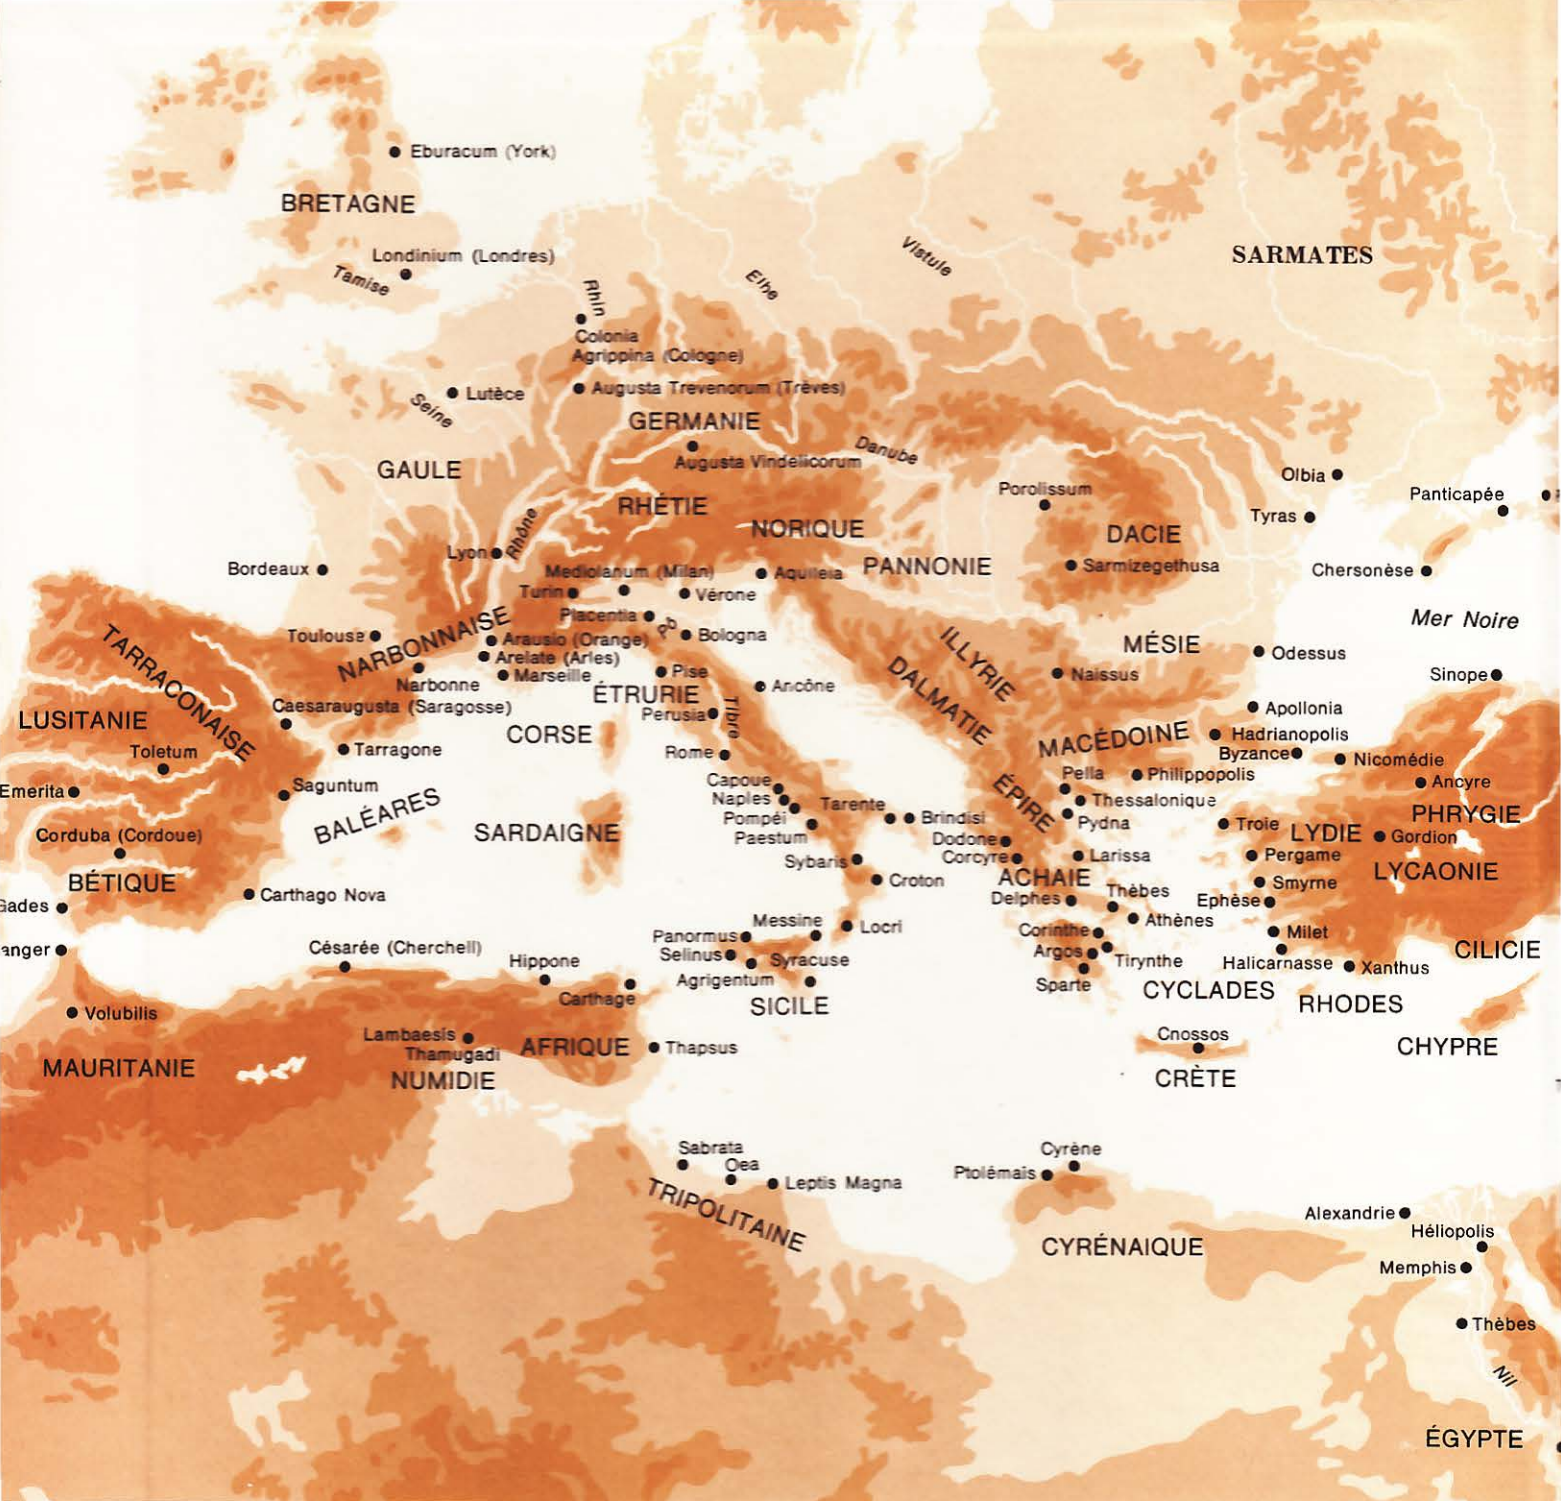 Eburacum (York)
BRETAGNE
Londinium (Londres)
Tamise
Rhin
Elbe
Vistule
SARMATES
Colonia
Agrippina (Cologne)
Lutèce
Seine
Augusta Trevenorum (Trèves)
GERMANIE
Augusta Vindelicorum
Danube
GAULE
RHÉTIE
NORIQUE
PANNONIE
Porolissum
DACIE
Sarmizegethusa
Olbia
Tyras
Panticapée
Chersonèse
Mer Noire
Lyon
Rhône
Bordeaux
Mediolanum (Milan)
Turin
Aquileia
Vérone
Placentia
Pô
Bologna
Toulouse
NARBONNAISE
Arausio (Orange)
Arelate (Arles)
Marseille
Narbonne
Pise
ÉTRURIE
Ancône
Perusia
Tibre
ILLYRIE
DALMATIE
MÉSIE
Naissus
Odessus
Sinope
TARRACONAISE
LUSITANIE
Caesaraugusta (Saragosse)
Toletum
Tarragone
CORSE
Rome
MACÉDOINE
Apollonia
Hadrianopolis
Byzance
Nicomédie
Emerita
Saguntum
BALÉARES
Capoue
Naples
Pompéi
Paestum
Tarente
Brindisi
ÉPIRE
Pella
Philippopolis
Thessalonique
Pydna
Ancyre
PHRYGIE
Corduba (Cordoue)
SARDAIGNE
Sybaris
Dodone
Corcyre
Larissa
Troie
LYDIE
Gordion
Pergame
BÉTIQUE
Carthago Nova
Croton
ACHAIE
Delphes
Thèbes
Smyrne
LYCAONIE
Ephèse
Gades
anger
Césarée (Cherchell)
Hippone
Carthage
Messine
Panormus
Selinus
Syracuse
Agrigentum
SICILE
Locri
Athènes
Corinthe
Argos
Tirynthe
Sparte
Milet
Halicarnasse
Xanthus
CILICIE
CYCLADES
RHODES
Volubilis
MAURITANIE
Lambaesis
Thamugadi
NUMIDIE
AFRIQUE
Thapsus
Cnossos
CRÈTE
CHYPRE
Sabrata
Oea
Leptis Magna
TRIPOLITAINE
Cyrène
Ptolémaïs
CYRÉNAIQUE
Alexandrie
Héliopolis
Memphis
Thèbes
Nil
ÉGYPTE